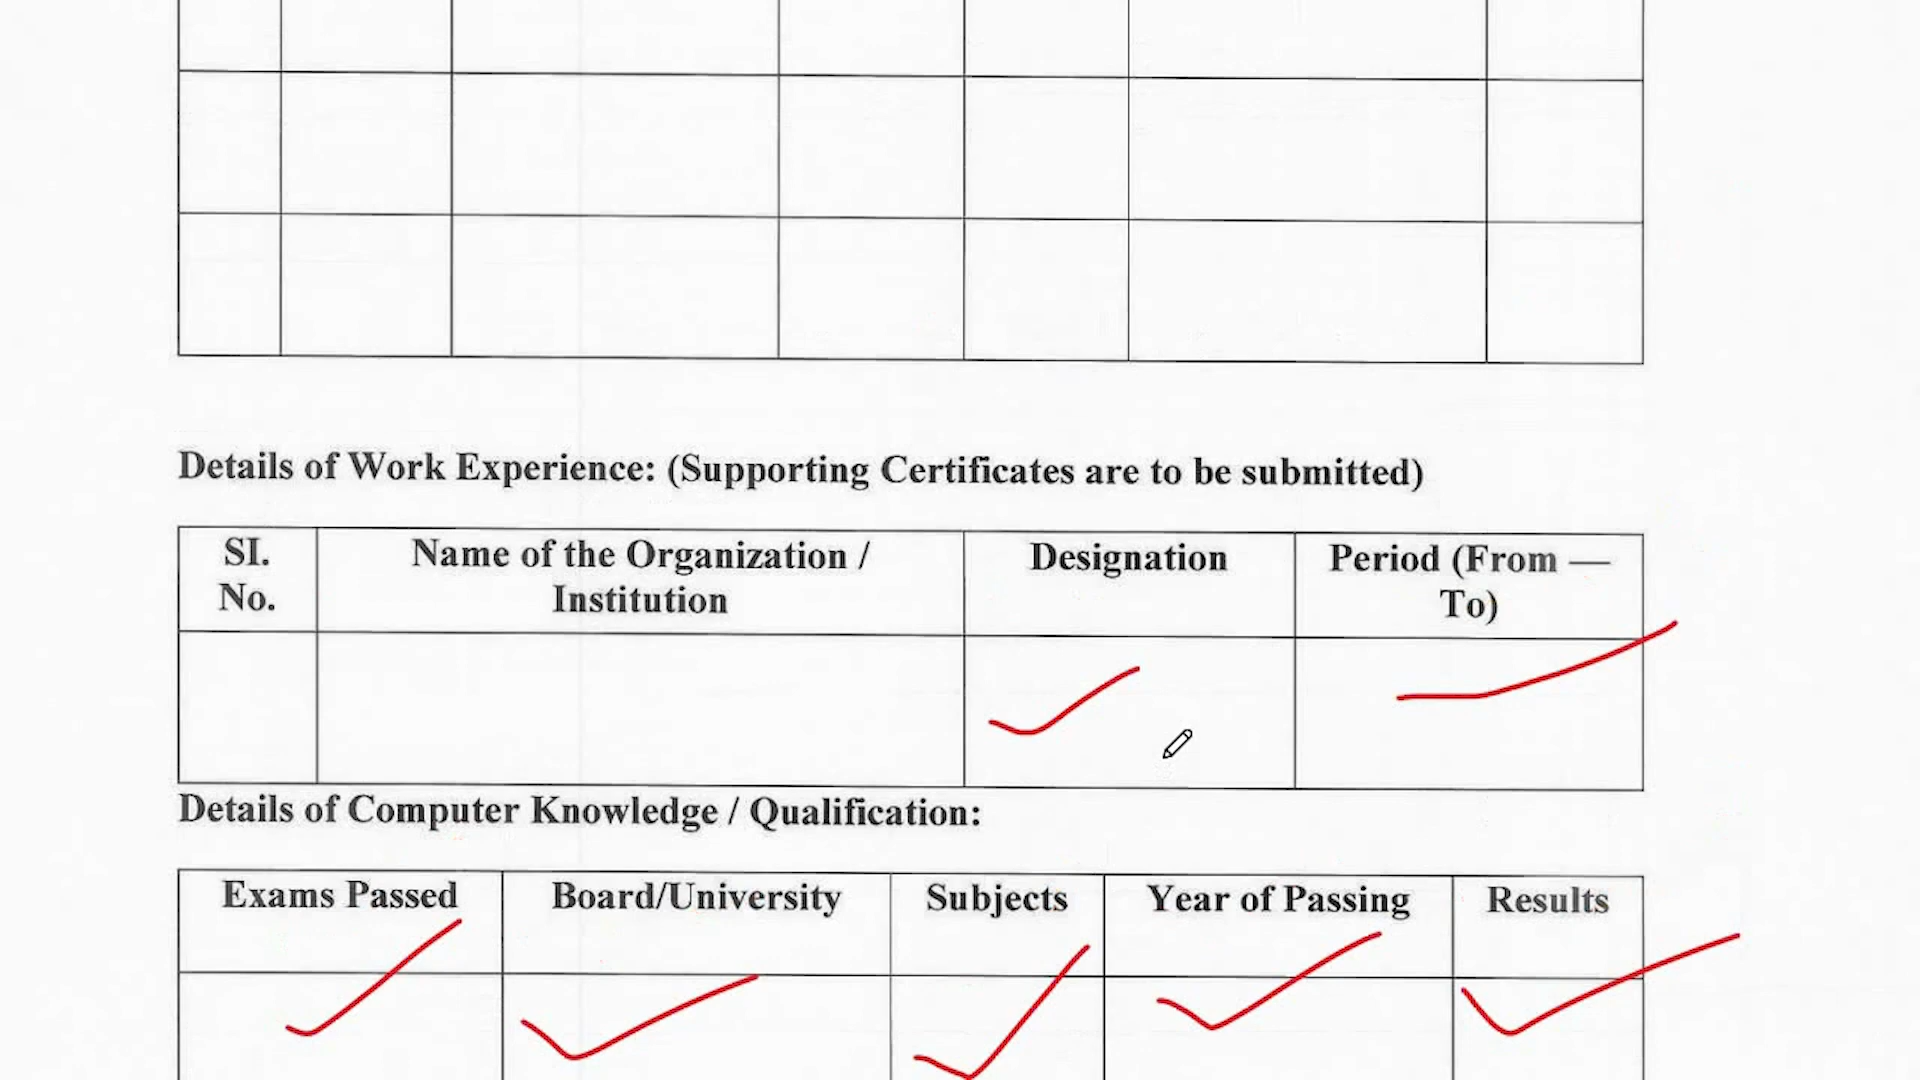 Details of Work Experience: (Supporting Certificates are to be submitted)
SI. No.
Name of the Organization / Institution
Designation
Period (From — To)
Details of Computer Knowledge / Qualification:
Exams Passed
Board/University
Subjects
Year of Passing
Results